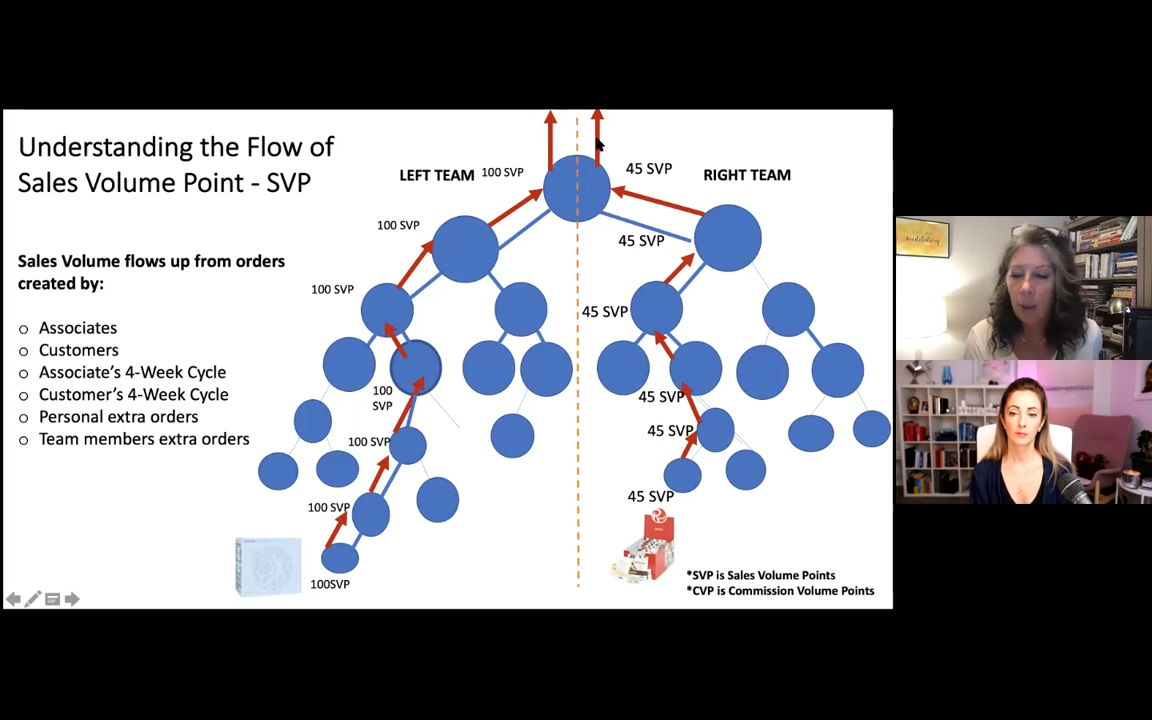 Understanding the Flow of
Sales Volume Point - SVP
Sales Volume flows up from orders
created by:
o Associates
o Customers
o Associate's 4-Week Cycle
o Customer's 4-Week Cycle
o Personal extra orders
o Team members extra orders
LEFT TEAM
100 SVP
45 SVP
RIGHT TEAM
100 SVP
45 SVP
100 SVP
45 SVP
100
SVP
45 SVP
100 SVP
45 SVP
100 SVP
45 SVP
100SVP
*SVP is Sales Volume Points
*CVP is Commission Volume Points